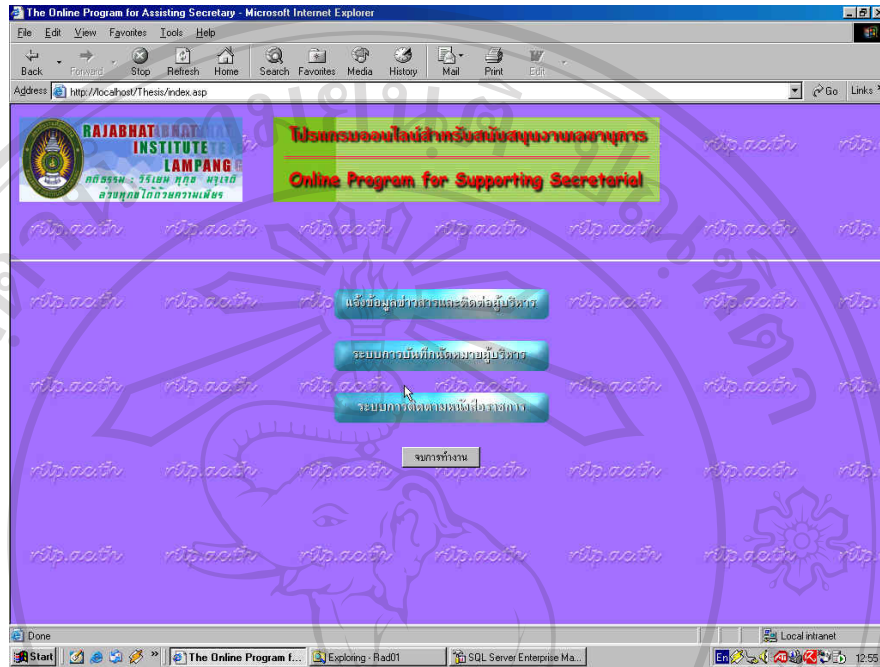 The Online Program for Assisting Secretary - Microsoft Internet Explorer
File Edit View Favorites Tools Help
Back Forward Stop Refresh Home Search Favorites Media History Mail Print Edit
Address http://localhost/Thesis/index.asp Go Links
RAJABHAT
INSTITUTE
LAMPANG
โปรแกรมออนไลน์สำหรับสนับสนุนงานเลขานุการ
Online Program for Supporting Secretarial
แจ้งข้อมูลข่าวสารและติดต่อผู้บริหาร
ระบบการบันทึกนัดหมายผู้บริหาร
ระบบการติดตามหนังสือราชการ
จบการทำงาน
Done Local intranet
Start The Online Program f... Exploring - Rad01 SQL Server Enterprise Ma... En 12:55